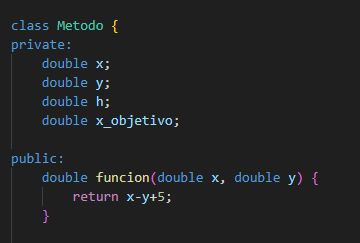 class Metodo {
private:
    double x;
    double y;
    double h;
    double x_objetivo;

public:
    double funcion(double x, double y) {
        return x-y+5;
    }